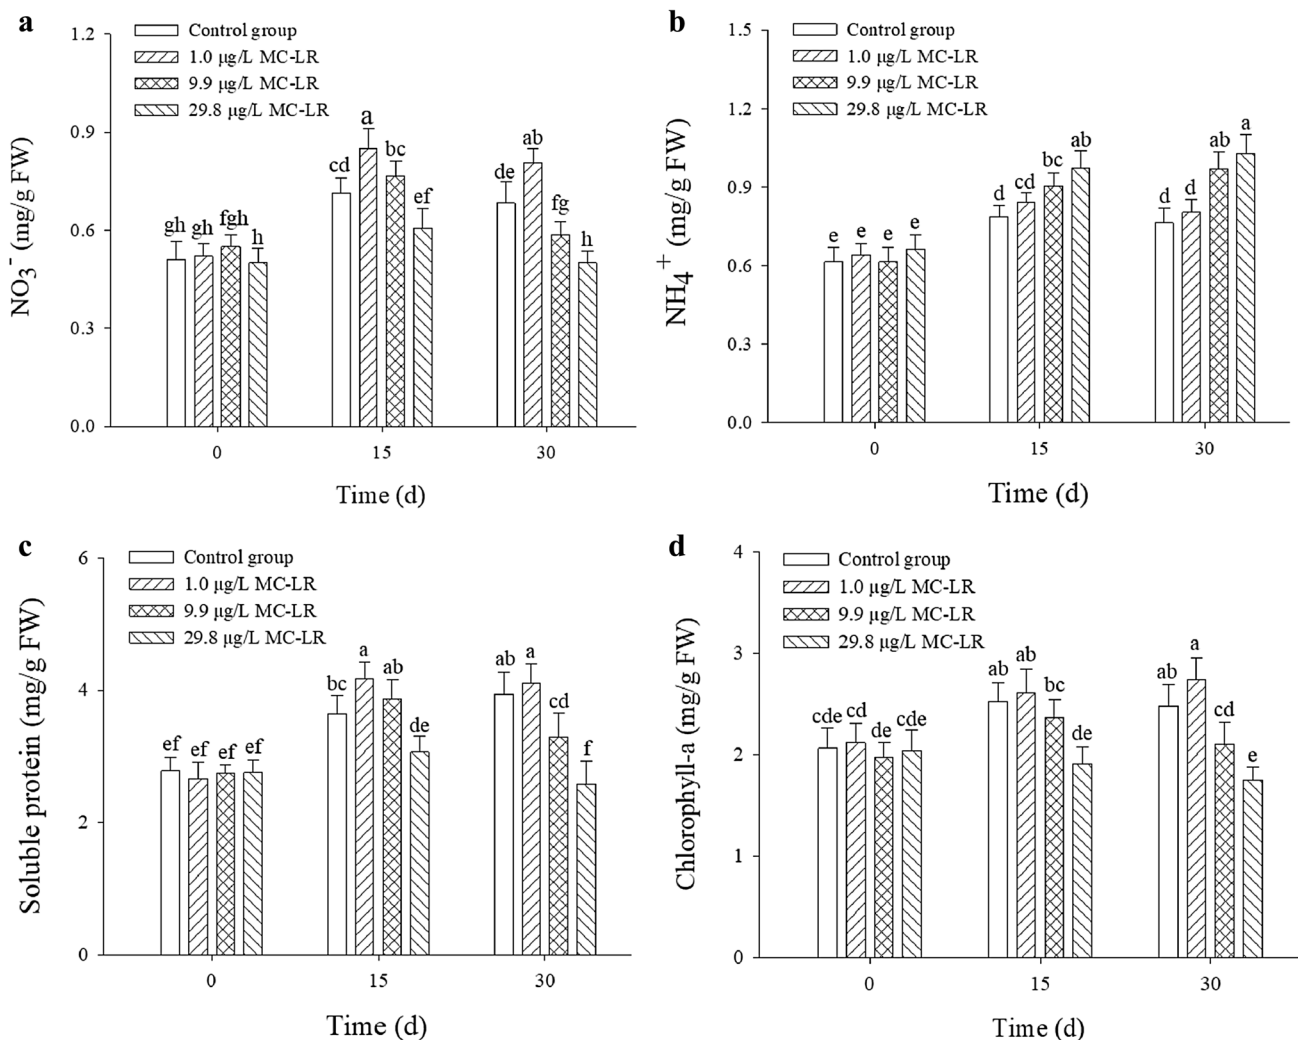 a
Control group
1.0 μg/L MC-LR
9.9 μg/L MC-LR
29.8 μg/L MC-LR
NO3- (mg/g FW)
1.2
0.9
0.6
0.3
0.0
gh gh fgh h
cd a bc ef
de ab fg h
0 15 30
Time (d)
b
Control group
1.0 μg/L MC-LR
9.9 μg/L MC-LR
29.8 μg/L MC-LR
NH4+ (mg/g FW)
1.5
1.2
0.9
0.6
0.3
0.0
e e e e
d cd bc a
d d ab a
0 15 30
Time (d)
c
Control group
1.0 μg/L MC-LR
9.9 μg/L MC-LR
29.8 μg/L MC-LR
Soluble protein (mg/g FW)
6
4
2
0
ef ef ef ef
bc a ab de
ab a cd f
0 15 30
Time (d)
d
Control group
1.0 μg/L MC-LR
9.9 μg/L MC-LR
29.8 μg/L MC-LR
Chlorophyll-a (mg/g FW)
4
3
2
1
0
cde cd de cde
ab ab bc de
ab a cd e
0 15 30
Time (d)